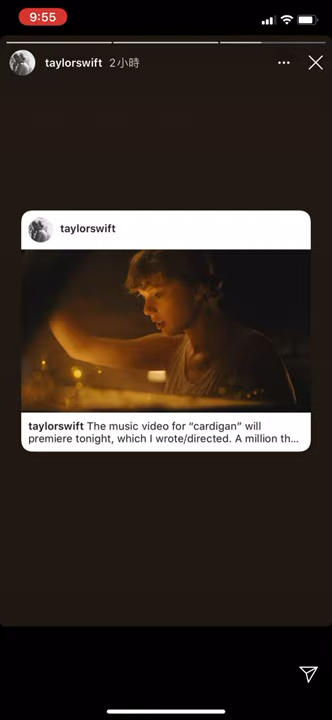 9:55
taylorswift 2小時
taylorswift
taylorswift The music video for “cardigan” will
premiere tonight, which I wrote/directed. A million th...